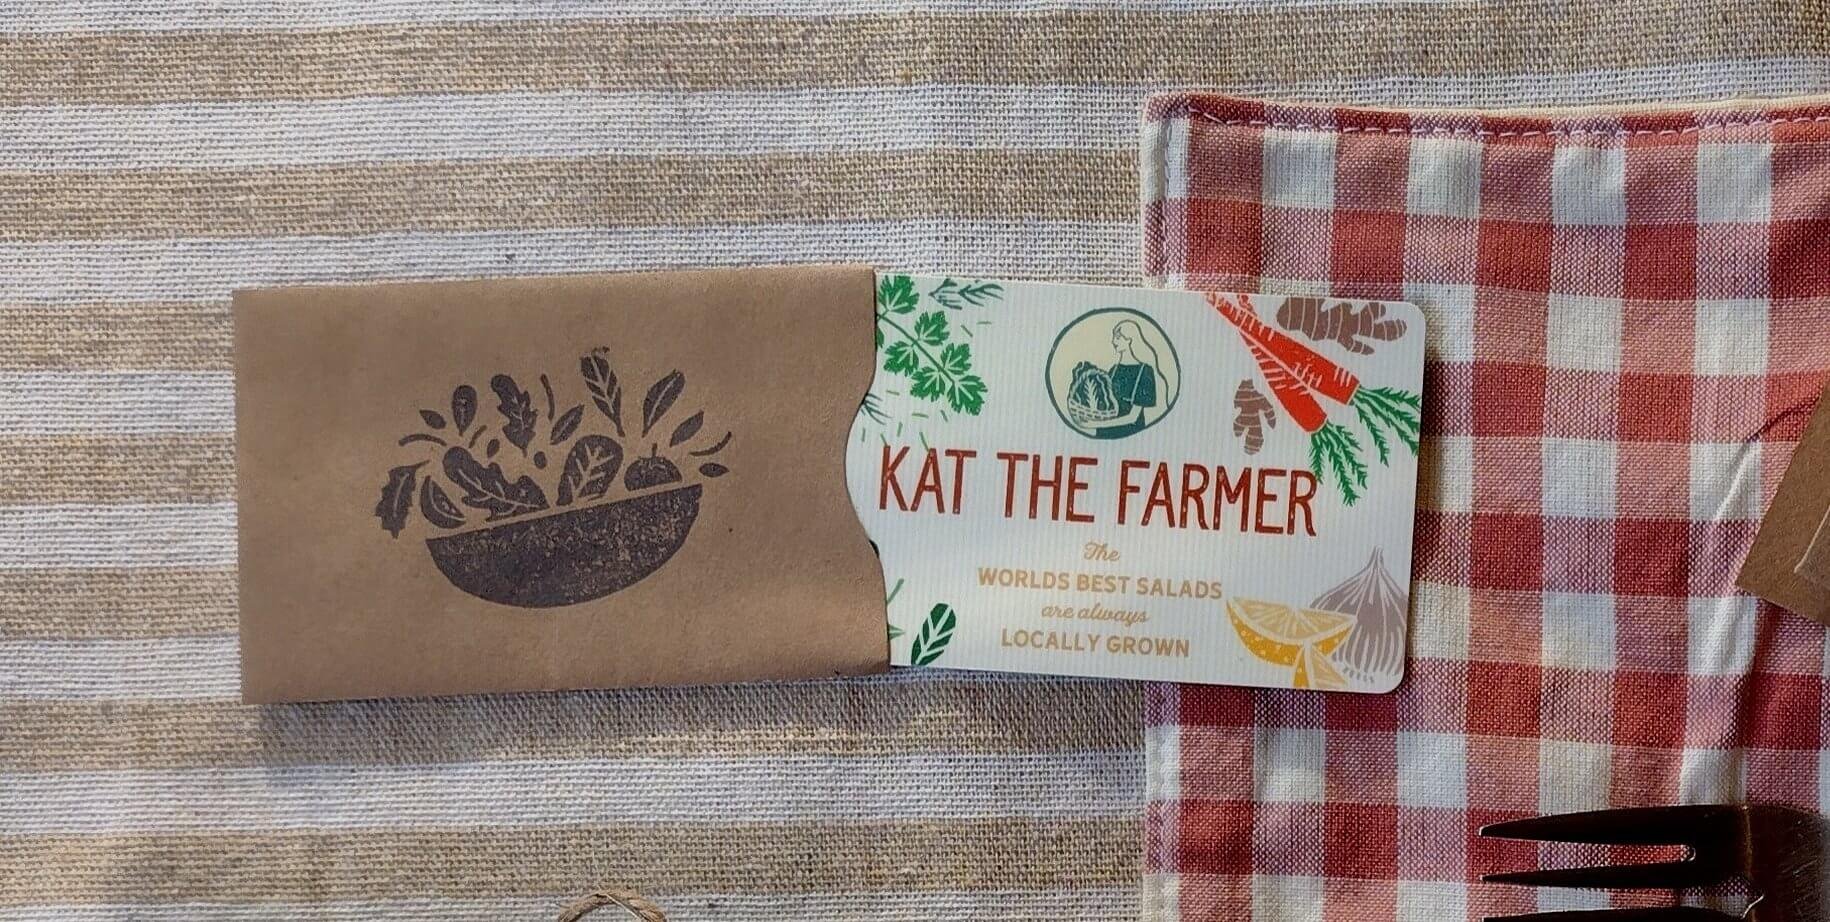 KAT THE FARMER
The
WORLDS BEST SALADS
are always
LOCALLY GROWN